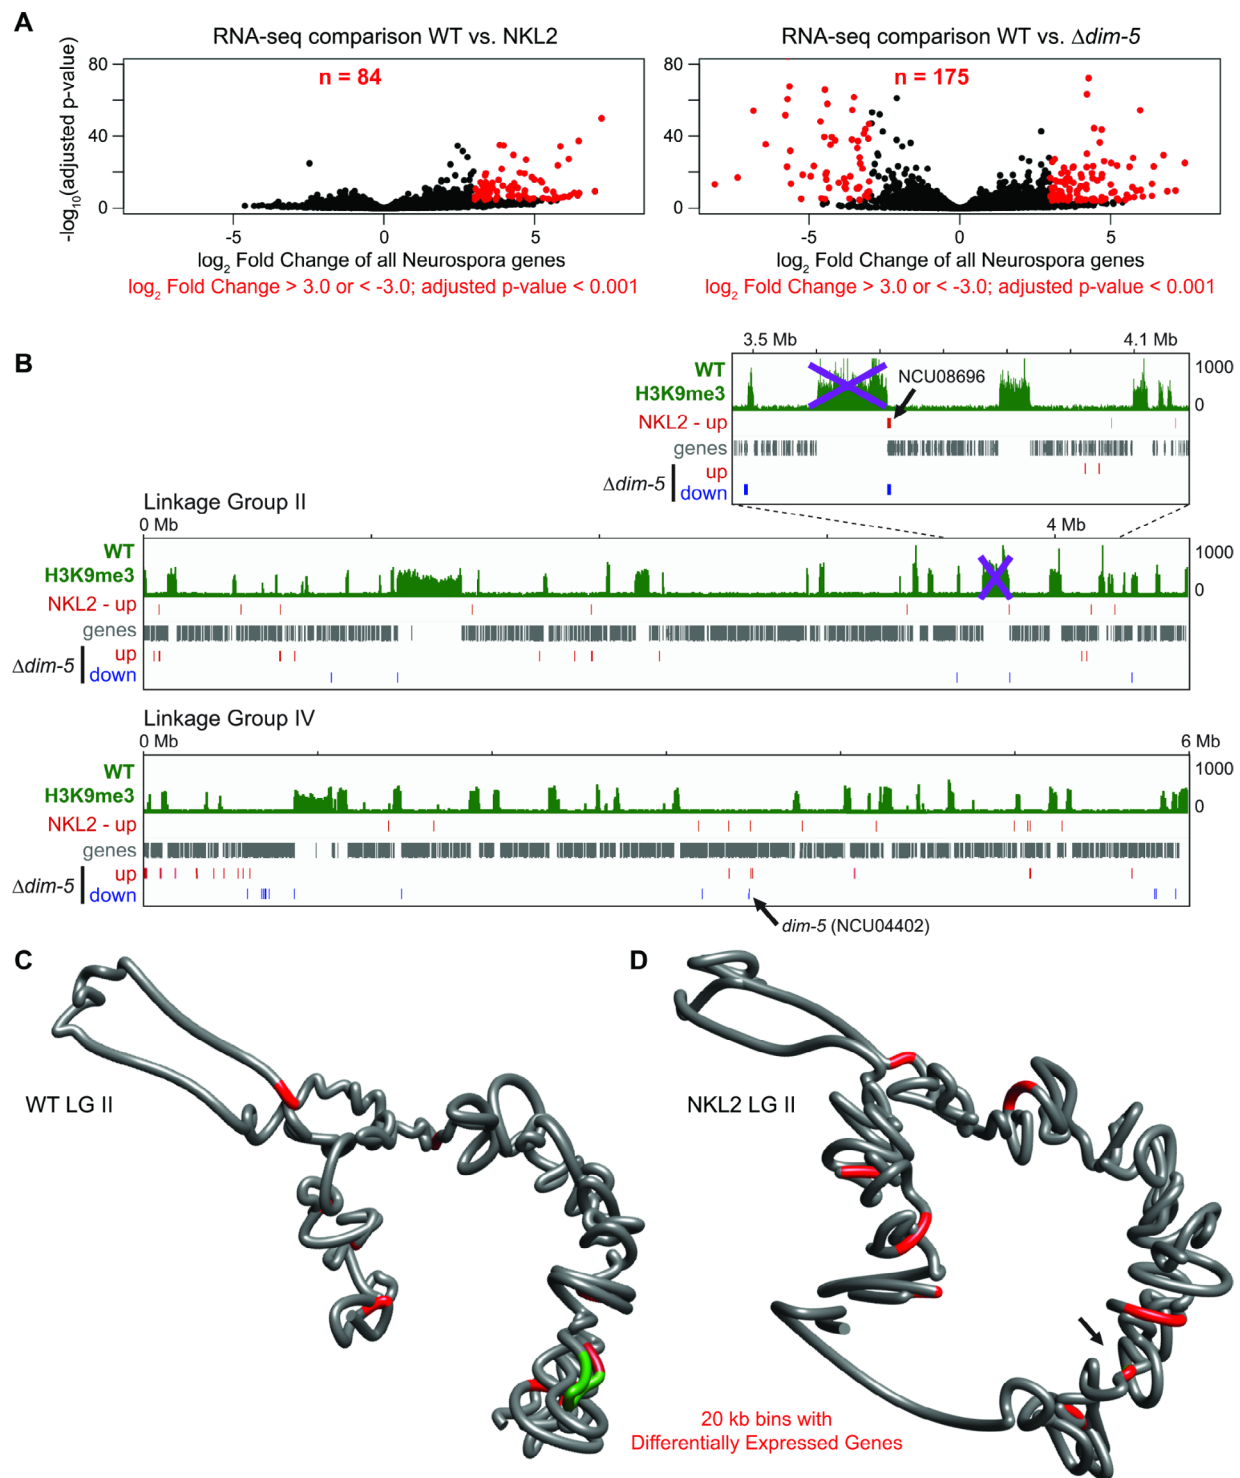 A
RNA-seq comparison WT vs. NKL2
RNA-seq comparison WT vs. Δdim-5
-log10(adjusted p-value)
80
40
0
n = 84
-5
0
5
log2 Fold Change of all Neurospora genes
log2 Fold Change > 3.0 or < -3.0; adjusted p-value < 0.001
80
40
0
n = 175
-5
0
5
log2 Fold Change of all Neurospora genes
log2 Fold Change > 3.0 or < -3.0; adjusted p-value < 0.001
B
3.5 Mb
4.1 Mb
WT
H3K9me3
1000
0
NCU08696
NKL2 - up
genes
Δdim-5
up
down
Linkage Group II
0 Mb
4 Mb
WT
H3K9me3
1000
0
NKL2 - up
genes
Δdim-5
up
down
Linkage Group IV
0 Mb
6 Mb
WT
H3K9me3
1000
0
NKL2 - up
genes
Δdim-5
up
down
dim-5 (NCU04402)
C
WT LG II
D
NKL2 LG II
20 kb bins with
Differentially Expressed Genes